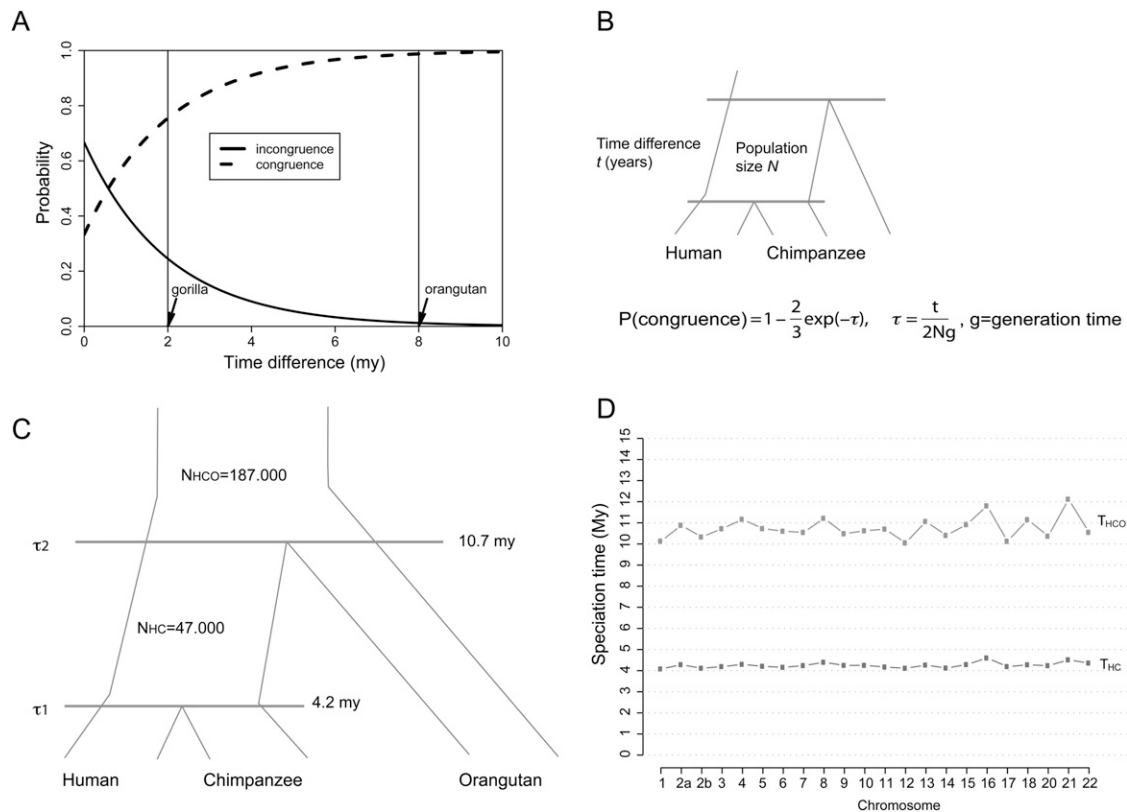 A
1.0
0.8
0.6
0.4
0.2
0.0
Probability
incongruence
congruence
gorilla
orangutan
0 2 4 6 8 10
Time difference (my)
B
Time difference
t (years)
Population
size N
Human Chimpanzee
P(congruence)=1−2/3exp(−τ), τ=t/2Ng, g=generation time
C
NHCO=187.000
τ2
10.7 my
NHC=47.000
τ1
4.2 my
Human Chimpanzee Orangutan
D
15
14
13
12
11
10
9
8
7
6
5
4
3
2
1
0
Speciation time (My)
THCO
THC
1 2a 2b 3 4 5 6 7 8 9 10 11 12 13 14 15 16 17 18 20 21 22
Chromosome